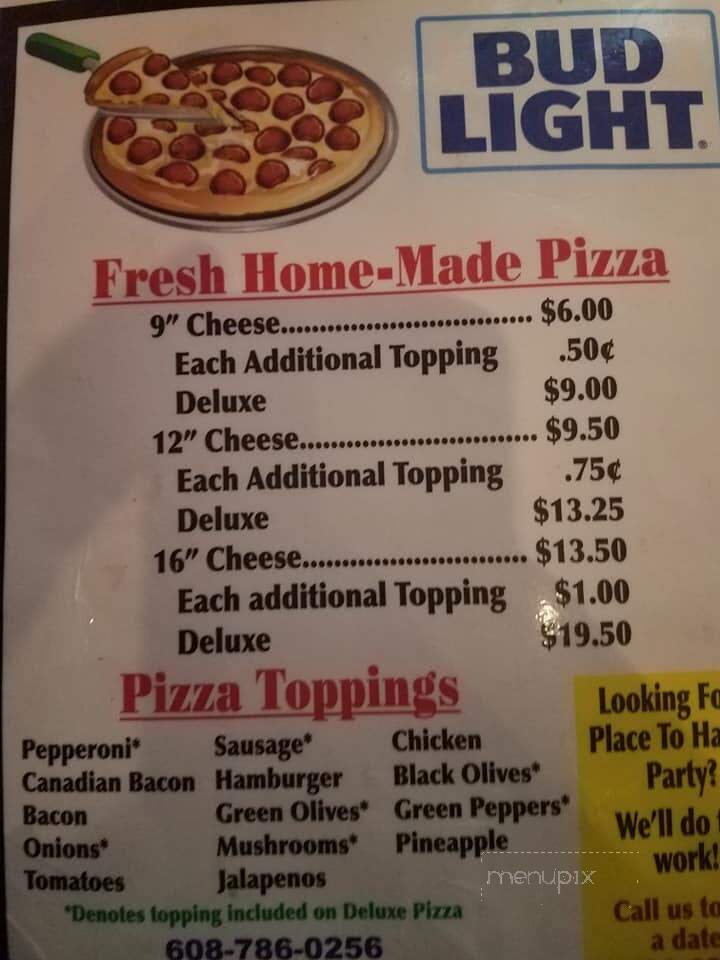 BUD
LIGHT®
Fresh Home-Made Pizza
9" Cheese................................ $6.00
Each Additional Topping .50¢
Deluxe $9.00
12" Cheese.............................. $9.50
Each Additional Topping .75¢
Deluxe $13.25
16" Cheese............................ $13.50
Each additional Topping $1.00
Deluxe $19.50
Pizza Toppings
Pepperoni* Sausage* Chicken
Canadian Bacon Hamburger Black Olives*
Bacon Green Olives* Green Peppers*
Onions* Mushrooms* Pineapple
Tomatoes Jalapenos
*Denotes topping included on Deluxe Pizza
608-786-0256
Looking Fo
Place To Ha
Party?
We'll do
work!
Call us to
a date
menupix